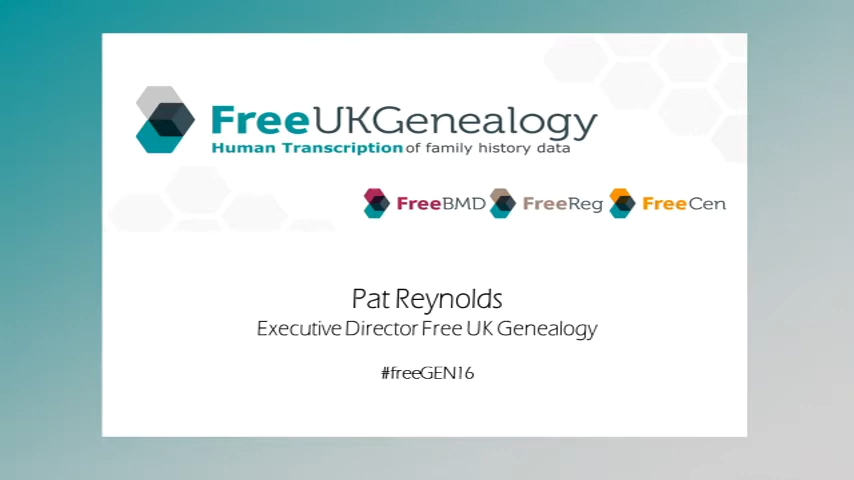 FreeUKGenealogy
Human Transcription of family history data
FreeBMD FreeReg FreeCen
Pat Reynolds
Executive Director Free UK Genealogy
#freeGEN16